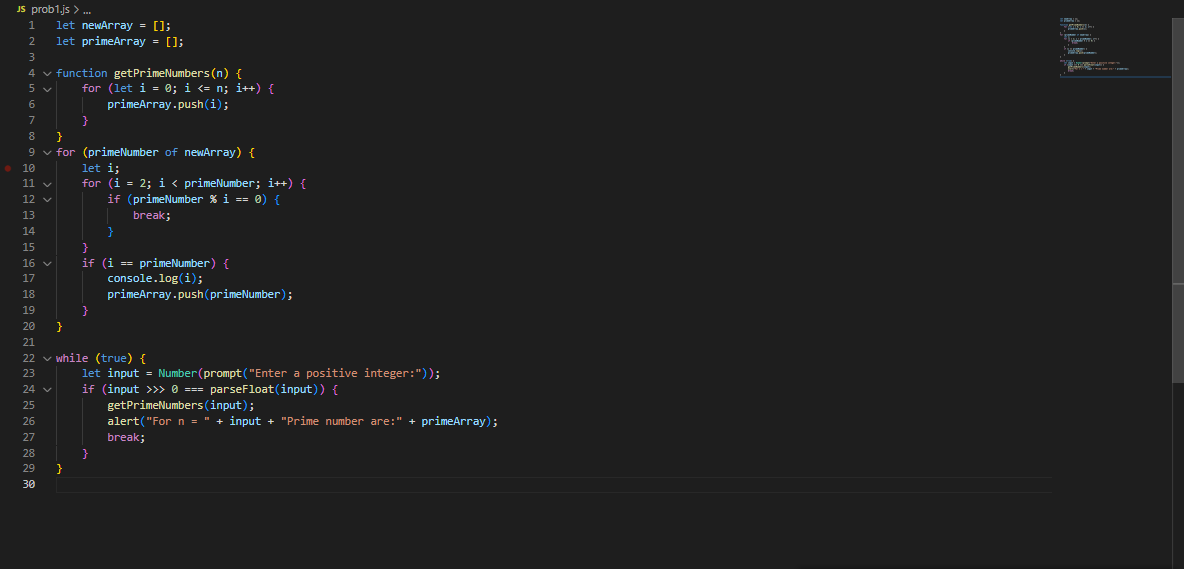 JS prob1.js > ...
1 let newArray = [];
2 let primeArray = [];
3
4 function getPrimeNumbers(n) {
5     for (let i = 0; i <= n; i++) {
6         primeArray.push(i);
7     }
8 }
9 for (primeNumber of newArray) {
10     let i;
11     for (i = 2; i < primeNumber; i++) {
12         if (primeNumber % i == 0) {
13             break;
14         }
15     }
16     if (i == primeNumber) {
17         console.log(i);
18         primeArray.push(primeNumber);
19     }
20 }
21
22 while (true) {
23     let input = Number(prompt("Enter a positive integer:"));
24     if (input >>> 0 === parseFloat(input)) {
25         getPrimeNumbers(input);
26         alert("For n = " + input + "Prime number are:" + primeArray);
27         break;
28     }
29 }
30